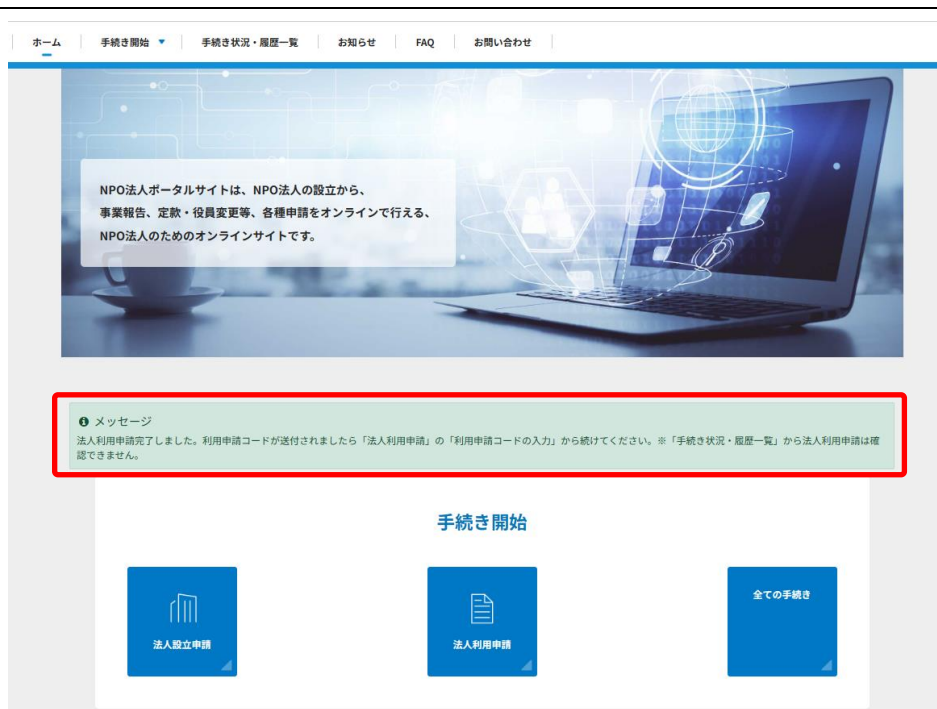 ホーム 手続き開始 ▼ 手続き状況・履歴一覧 お知らせ FAQ お問い合わせ
NPO法人ポータルサイトは、NPO法人の設立から、
事業報告、定款・役員変更等、各種申請をオンラインで行える、
NPO法人のためのオンラインサイトです。
メッセージ
法人利用申請完了しました。利用申請コードが送付されましたら「法人利用申請」の「利用申請コードの入力」から続けてください。※「手続き状況・履歴一覧」から法人利用申請は確
認できません。
手続き開始
法人設立申請 法人利用申請 全ての手続き